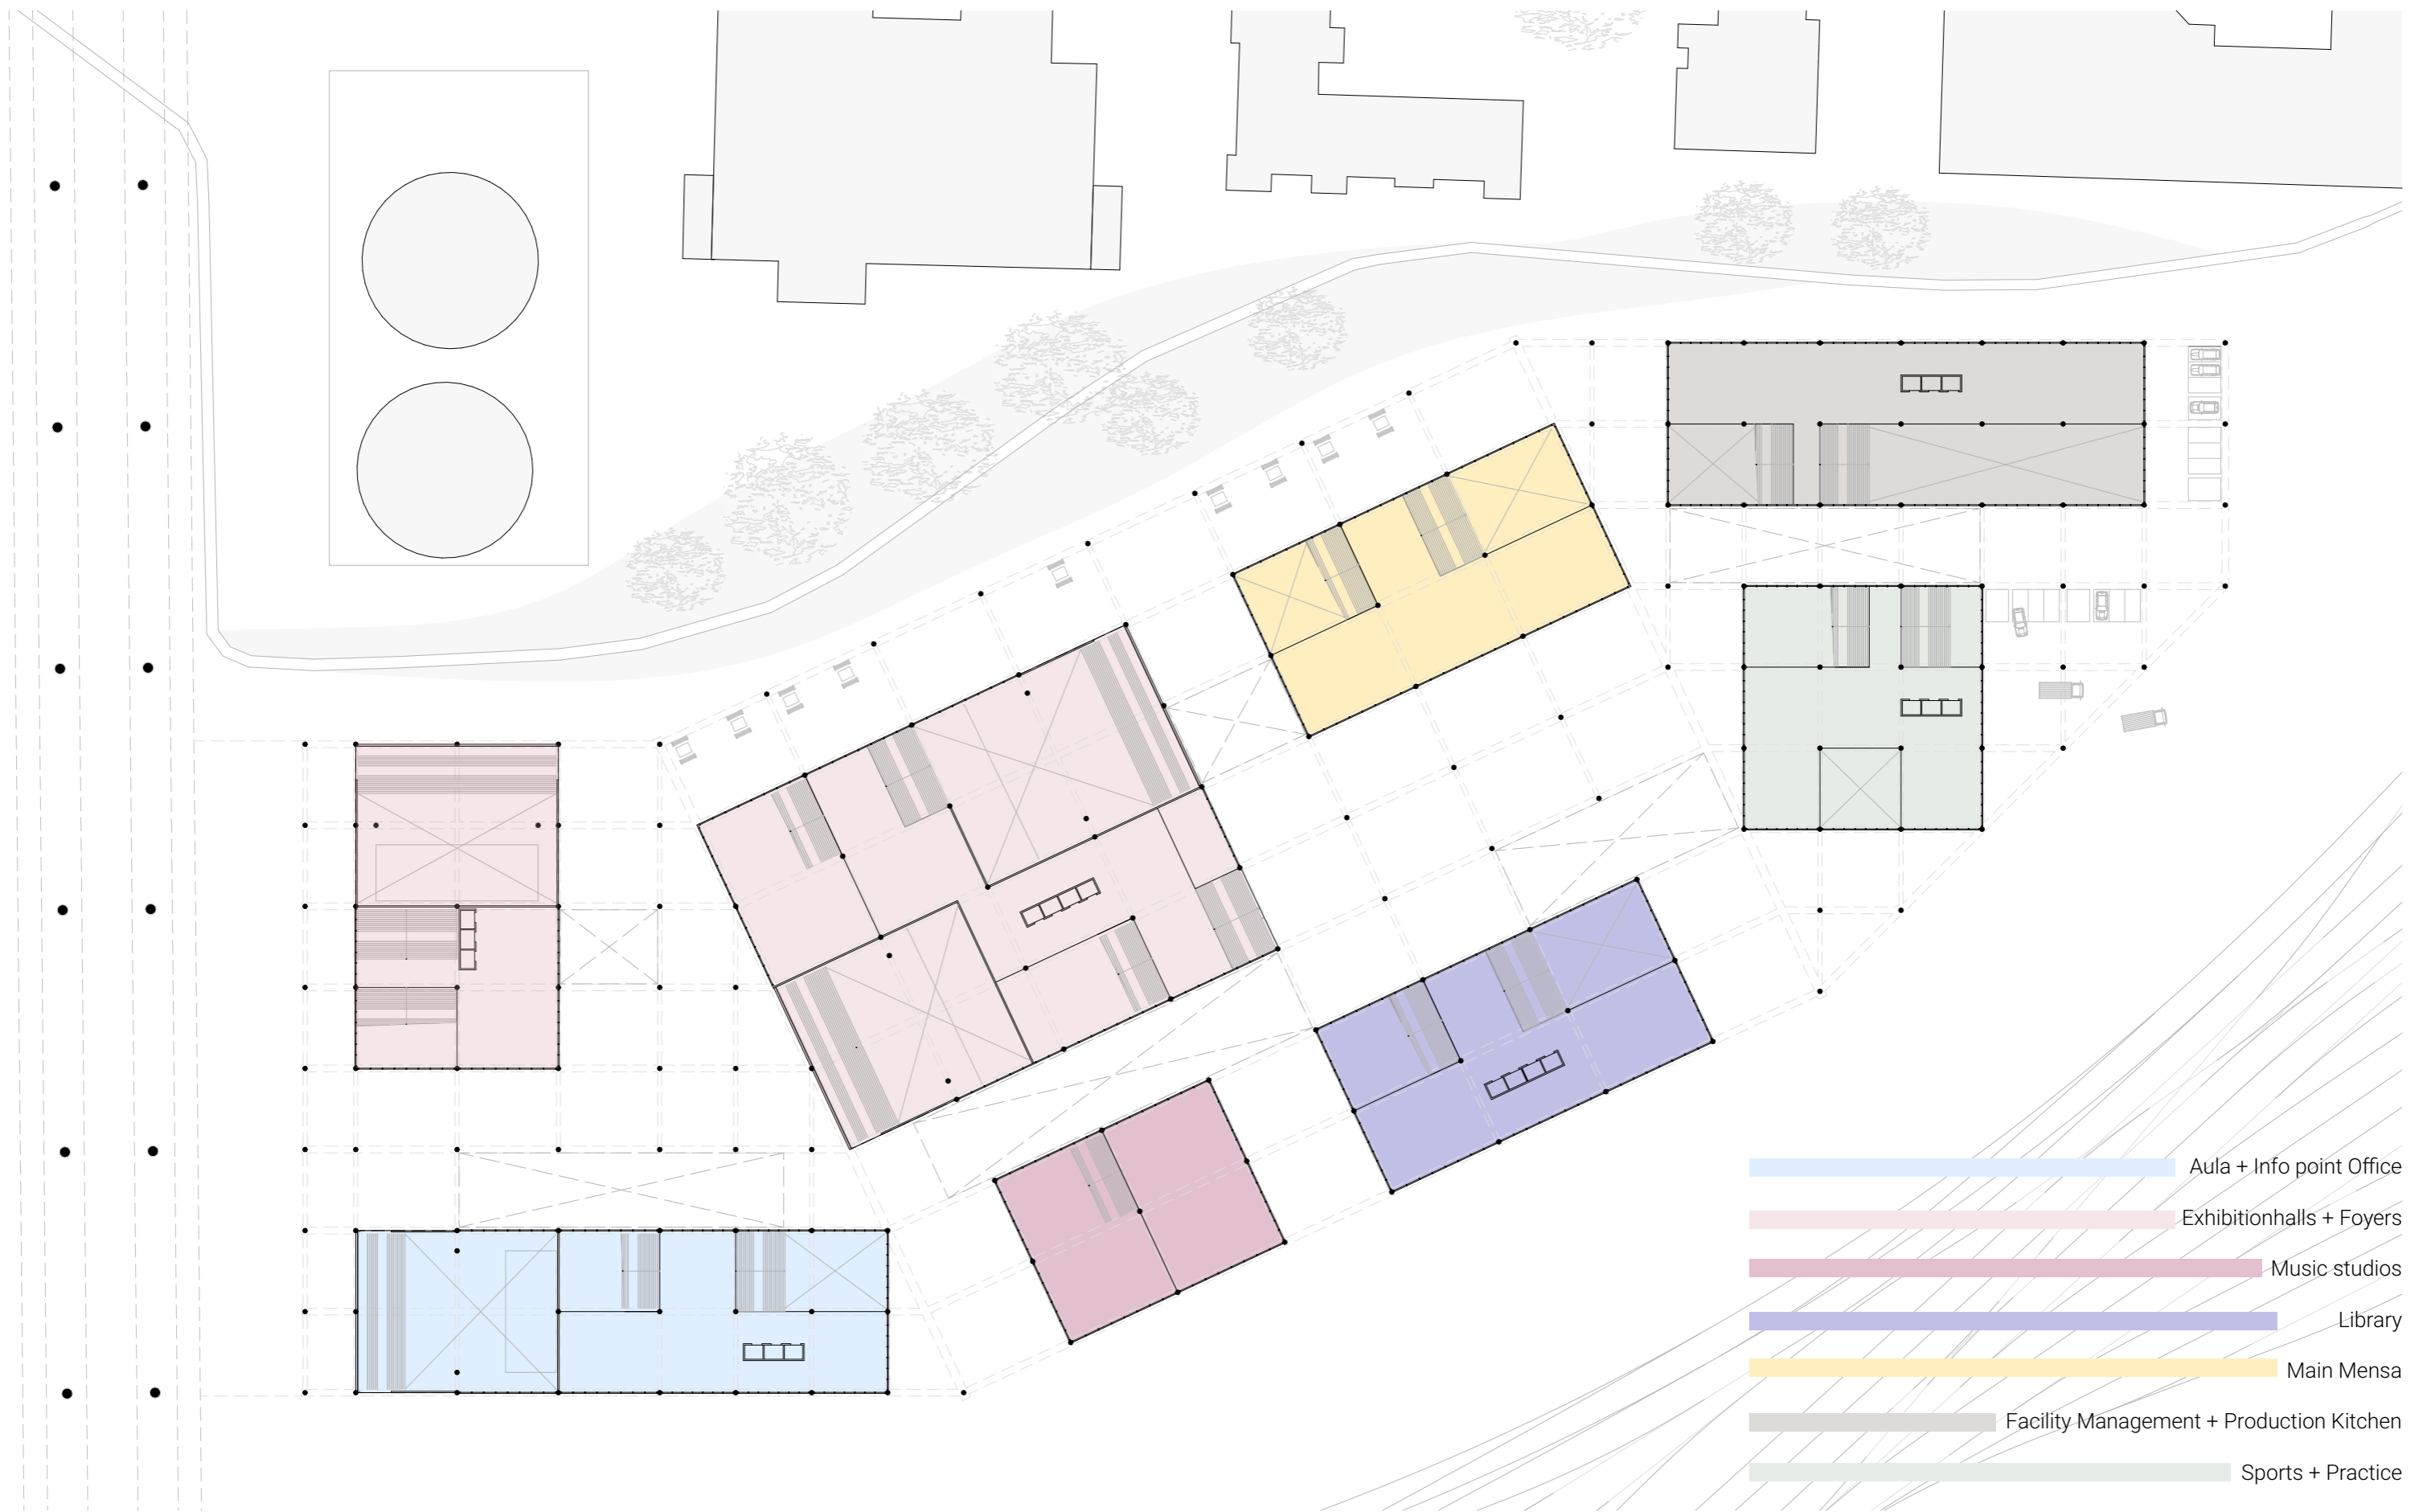 Aula + Info point Office
Exhibitionhalls + Foyers
Music studios
Library
Main Mensa
Facility Management + Production Kitchen
Sports + Practice